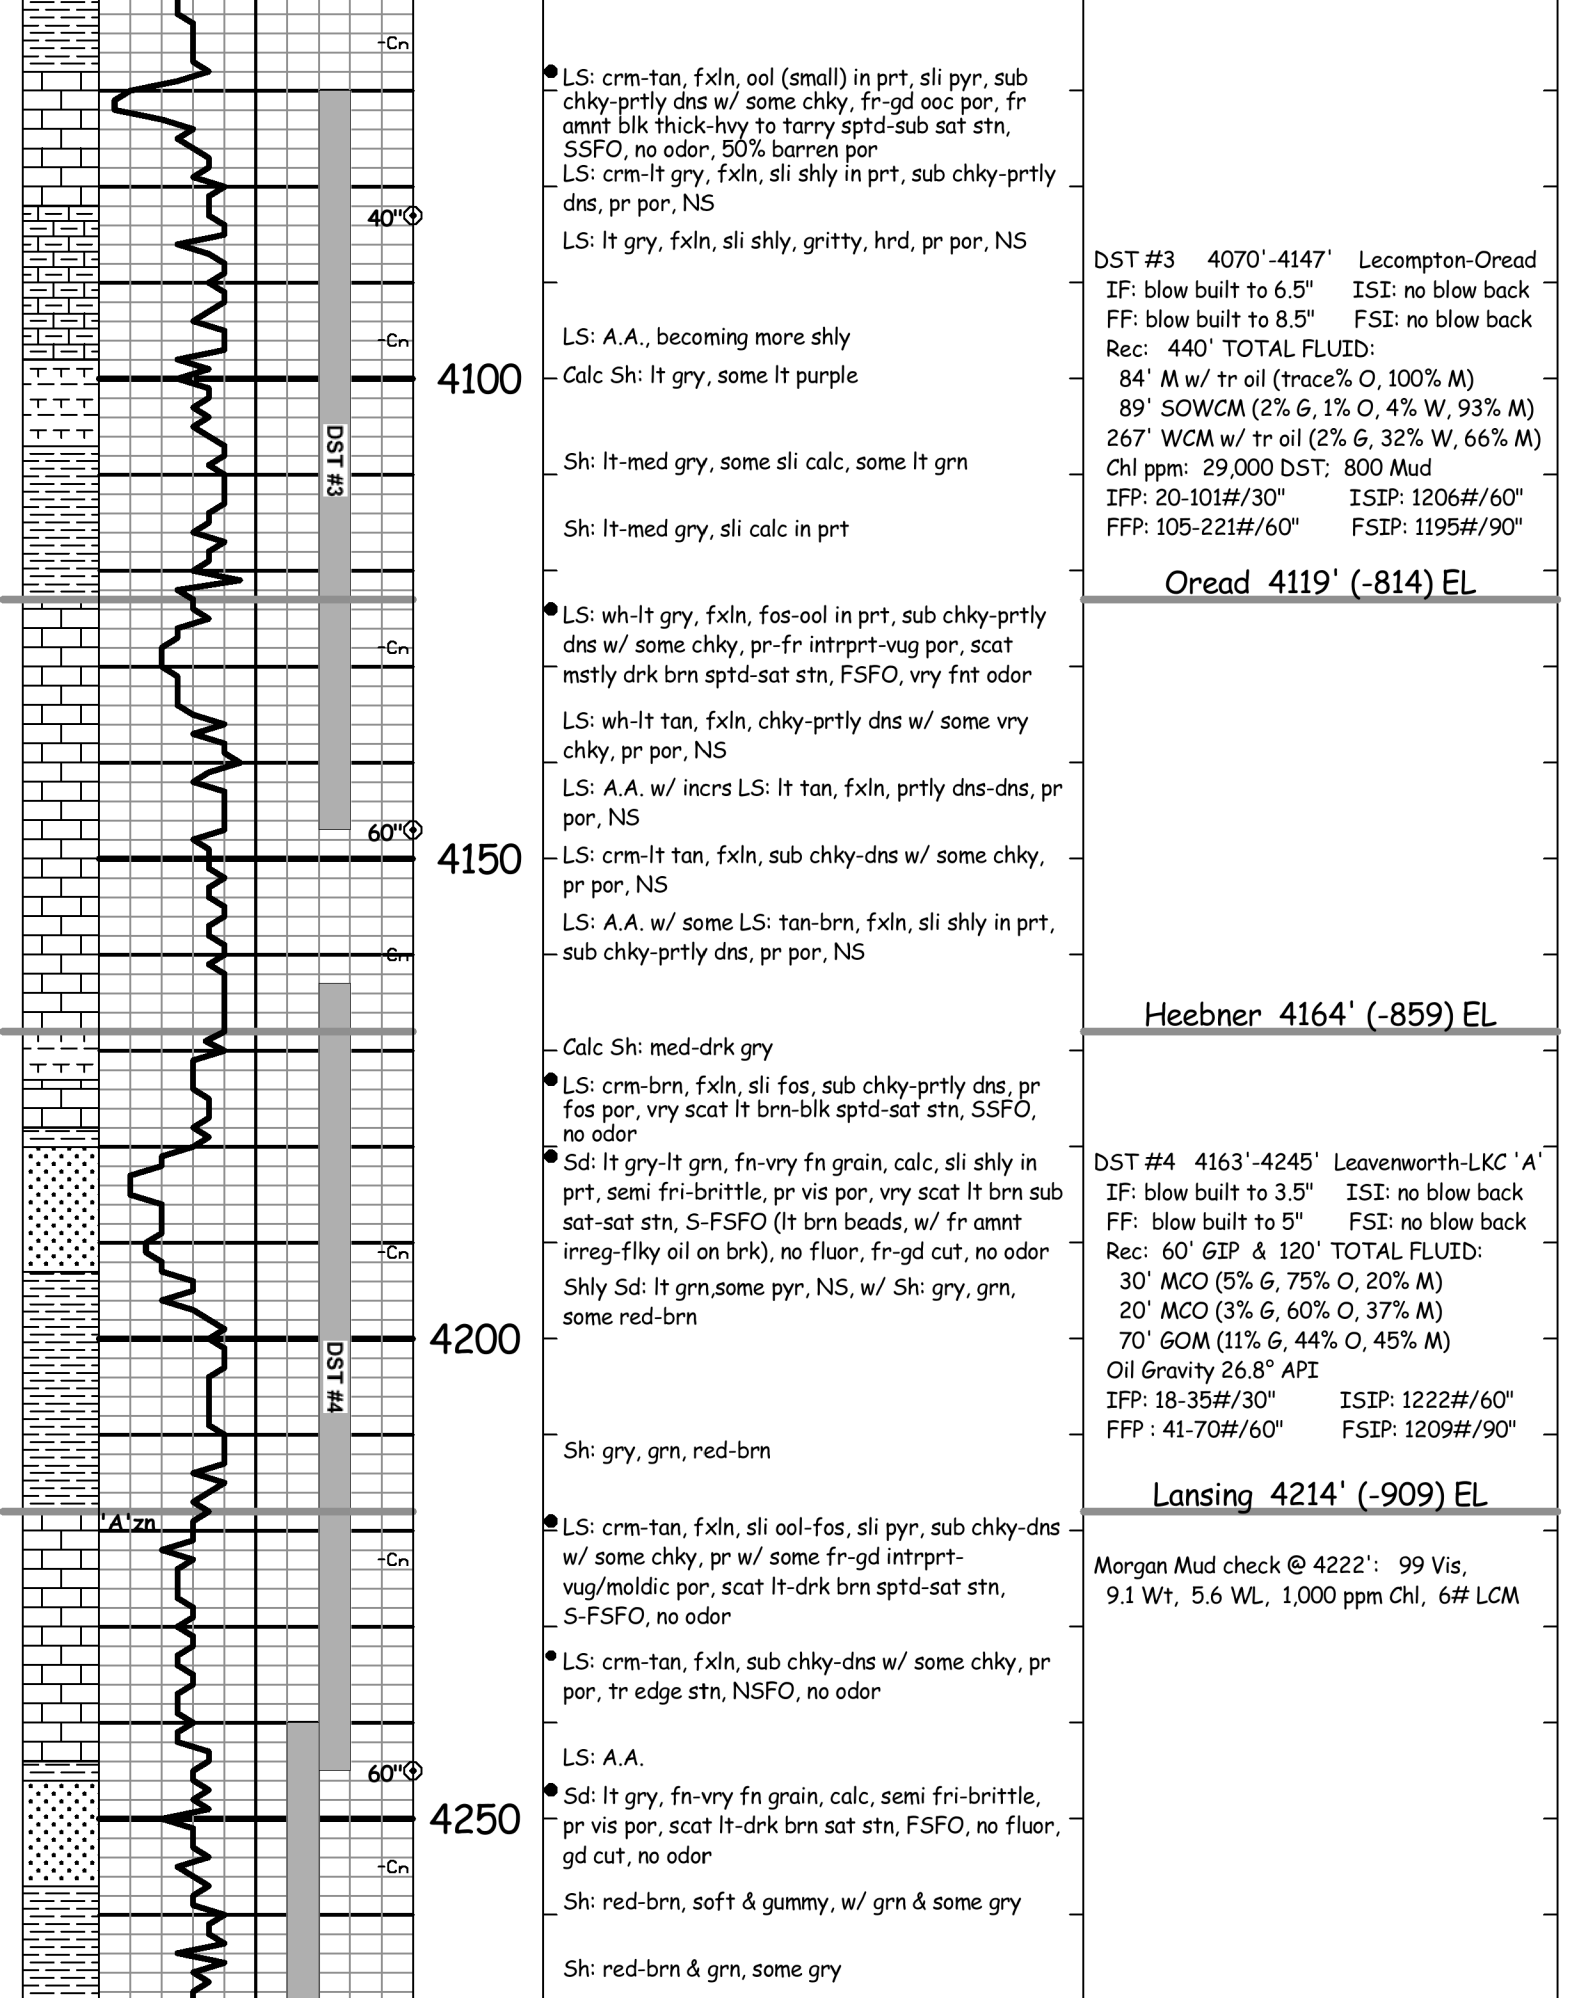 -Cn
LS: crm-tan, fxln, ool (small) in prt, sli pyr, sub
chky-prtly dns w/ some chky, fr-gd ooc por, fr
amnt blk thick-hvy to tarry sptd-sub sat stn,
SSFO, no odor, 50% barren por
LS: crm-lt gry, fxln, sli shly in prt, sub chky-prtly
dns, pr por, NS
40"
LS: lt gry, fxln, sli shly, gritty, hrd, pr por, NS
DST #3 4070'-4147' Lecompton-Oread
IF: blow built to 6.5" ISI: no blow back
FF: blow built to 8.5" FSI: no blow back
Rec: 440' TOTAL FLUID:
84' M w/ tr oil (trace% O, 100% M)
89' SOWCM (2% G, 1% O, 4% W, 93% M)
267' WCM w/ tr oil (2% G, 32% W, 66% M)
Chl ppm: 29,000 DST; 800 Mud
IFP: 20-101#/30" ISIP: 1206#/60"
FFP: 105-221#/60" FSIP: 1195#/90"
-Cn
LS: A.A., becoming more shly
4100
Calc Sh: lt gry, some lt purple
DST #3
Sh: lt-med gry, some sli calc, some lt grn
Sh: lt-med gry, sli calc in prt
Oread 4119' (-814) EL
LS: wh-lt gry, fxln, fos-ool in prt, sub chky-prtly
dns w/ some chky, pr-fr intrprt-vug por, scat
mstly drk brn sptd-sat stn, FSFO, vry fnt odor
-Cn
LS: wh-lt tan, fxln, chky-prtly dns w/ some vry
chky, pr por, NS
LS: A.A. w/ incrs LS: lt tan, fxln, prtly dns-dns, pr
por, NS
60"
4150
LS: crm-lt tan, fxln, sub chky-dns w/ some chky,
pr por, NS
LS: A.A. w/ some LS: tan-brn, fxln, sli shly in prt,
sub chky-prtly dns, pr por, NS
-Cn
Heebner 4164' (-859) EL
Calc Sh: med-drk gry
LS: crm-brn, fxln, sli fos, sub chky-prtly dns, pr
fos por, vry scat lt brn-blk sptd-sat stn, SSFO,
no odor
Sd: lt gry-lt grn, fn-vry fn grain, calc, sli shly in
prt, semi fri-brittle, pr vis por, vry scat lt brn sub
sat-sat stn, S-FSFO (lt brn beads, w/ fr amnt
irreg-flky oil on brk), no fluor, fr-gd cut, no odor
-Cn
Shly Sd: lt grn,some pyr, NS, w/ Sh: gry, grn,
some red-brn
DST #4 4163'-4245' Leavenworth-LKC 'A'
IF: blow built to 3.5" ISI: no blow back
FF: blow built to 5" FSI: no blow back
Rec: 60' GIP & 120' TOTAL FLUID:
30' MCO (5% G, 75% O, 20% M)
20' MCO (3% G, 60% O, 37% M)
70' GOM (11% G, 44% O, 45% M)
Oil Gravity 26.8° API
IFP: 18-35#/30" ISIP: 1222#/60"
FFP : 41-70#/60" FSIP: 1209#/90"
4200
DST #4
Sh: gry, grn, red-brn
Lansing 4214' (-909) EL
'A'zn
LS: crm-tan, fxln, sli ool-fos, sli pyr, sub chky-dns
w/ some chky, pr w/ some fr-gd intrprt-
vug/moldic por, scat lt-drk brn sptd-sat stn,
S-FSFO, no odor
-Cn
Morgan Mud check @ 4222': 99 Vis,
9.1 Wt, 5.6 WL, 1,000 ppm Chl, 6# LCM
LS: crm-tan, fxln, sub chky-dns w/ some chky, pr
por, tr edge stn, NSFO, no odor
LS: A.A.
60"
Sd: lt gry, fn-vry fn grain, calc, semi fri-brittle,
pr vis por, scat lt-drk brn sat stn, FSFO, no fluor,
gd cut, no odor
4250
-Cn
Sh: red-brn, soft & gummy, w/ grn & some gry
Sh: red-brn & grn, some gry